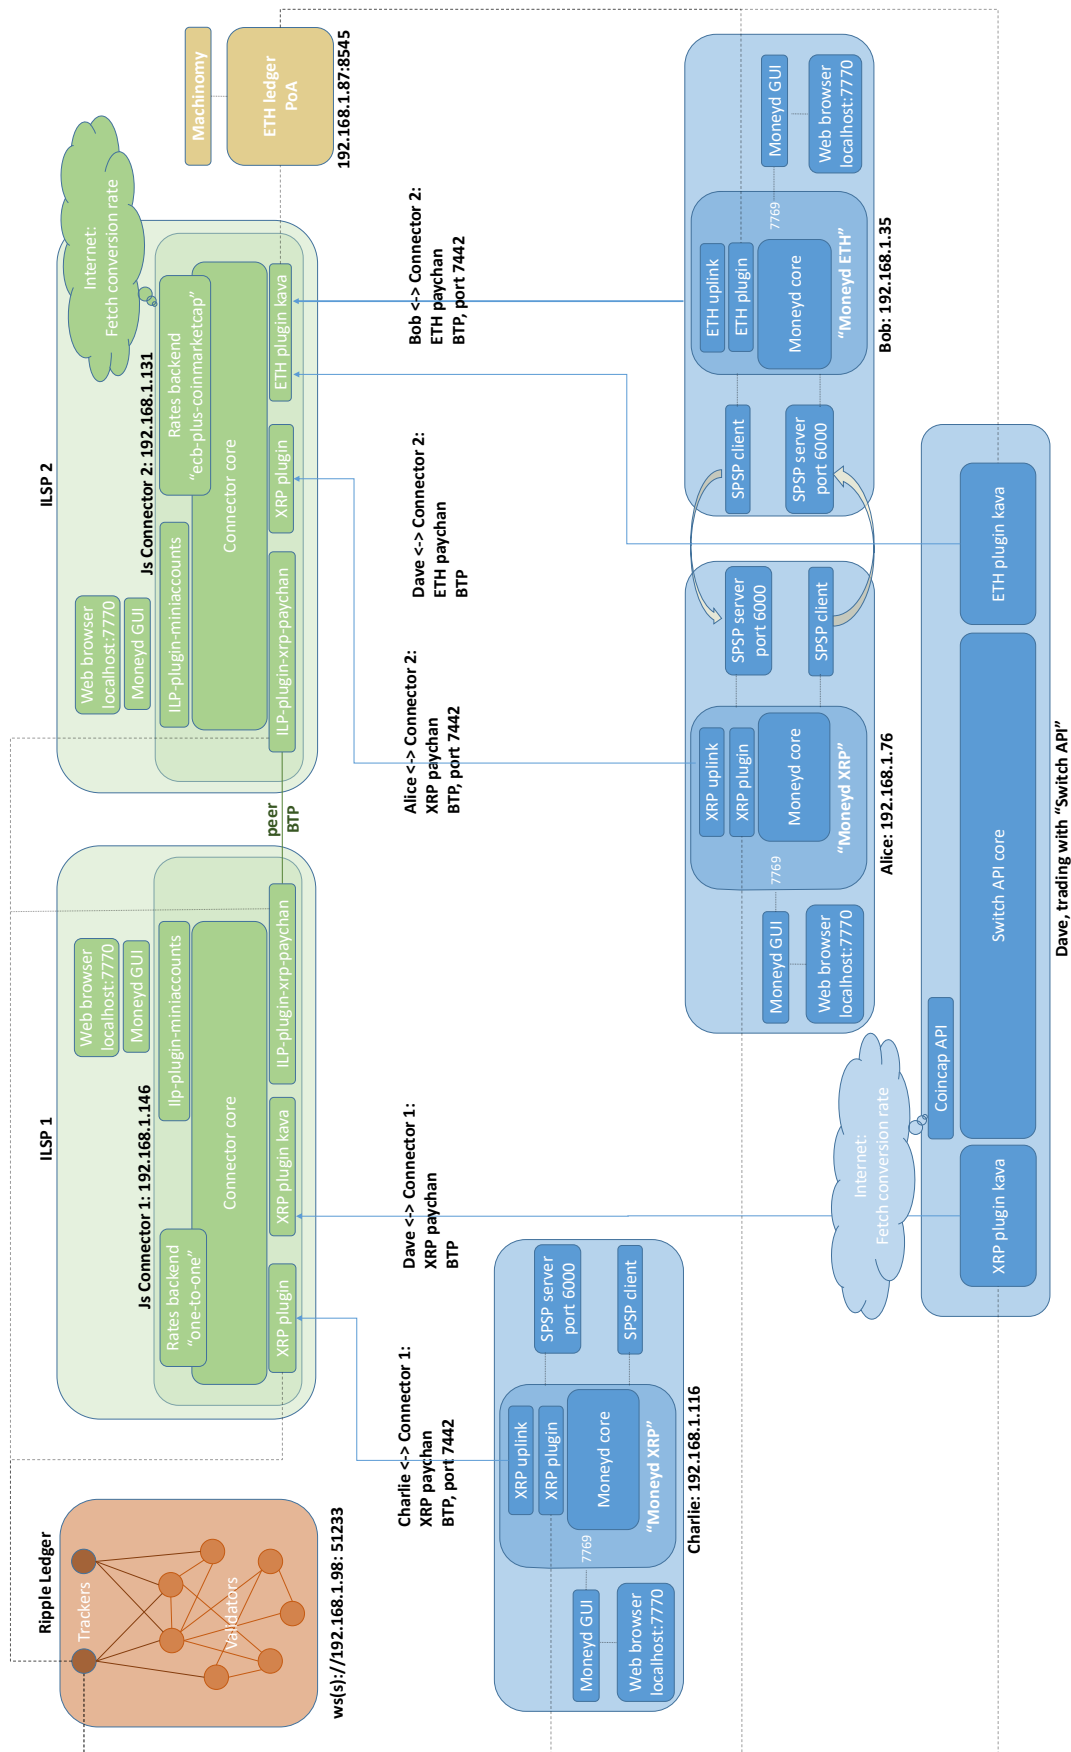 Ripple Ledger
Trackers
Validators
ws(s)://192.168.1.98: 51233
ILSP 1
Web browser
localhost:7770
Moneyd GUI
Js Connector 1: 192.168.1.146
Rates backend
“one-to-one”
Ilp-plugin-miniaccounts
Connector core
XRP plugin
XRP plugin kava
ILP-plugin-xrp-paychan
peer
BTP
ILSP 2
Web browser
localhost:7770
Moneyd GUI
Js Connector 2: 192.168.1.131
ILP-plugin-miniaccounts
Rates backend
“ecb-plus-coinmarketcap”
Connector core
ILP-plugin-xrp-paychan
XRP plugin
ETH plugin kava
Internet:
Fetch conversion rate
Machinomy
ETH ledger
PoA
192.168.1.87:8545
Charlie <-> Connector 1:
XRP paychan
BTP, port 7442
Dave <-> Connector 1:
XRP paychan
BTP
Alice <-> Connector 2:
XRP paychan
BTP, port 7442
Dave <-> Connector 2:
ETH paychan
BTP
Bob <-> Connector 2:
ETH paychan
BTP, port 7442
XRP uplink
XRP plugin
Moneyd core
“Moneyd XRP”
7769
Moneyd GUI
Web browser
localhost:7770
SPSP server
port 6000
SPSP client
Charlie: 192.168.1.116
XRP uplink
XRP plugin
Moneyd core
“Moneyd XRP”
7769
Moneyd GUI
Web browser
localhost:7770
SPSP server
port 6000
SPSP client
Alice: 192.168.1.76
SPSP client
SPSP server
port 6000
ETH uplink
ETH plugin
Moneyd core
“Moneyd ETH”
7769
Moneyd GUI
Web browser
localhost:7770
Bob: 192.168.1.35
Internet:
Fetch conversion rate
Coincap API
XRP plugin kava
Switch API core
ETH plugin kava
Dave, trading with “Switch API”